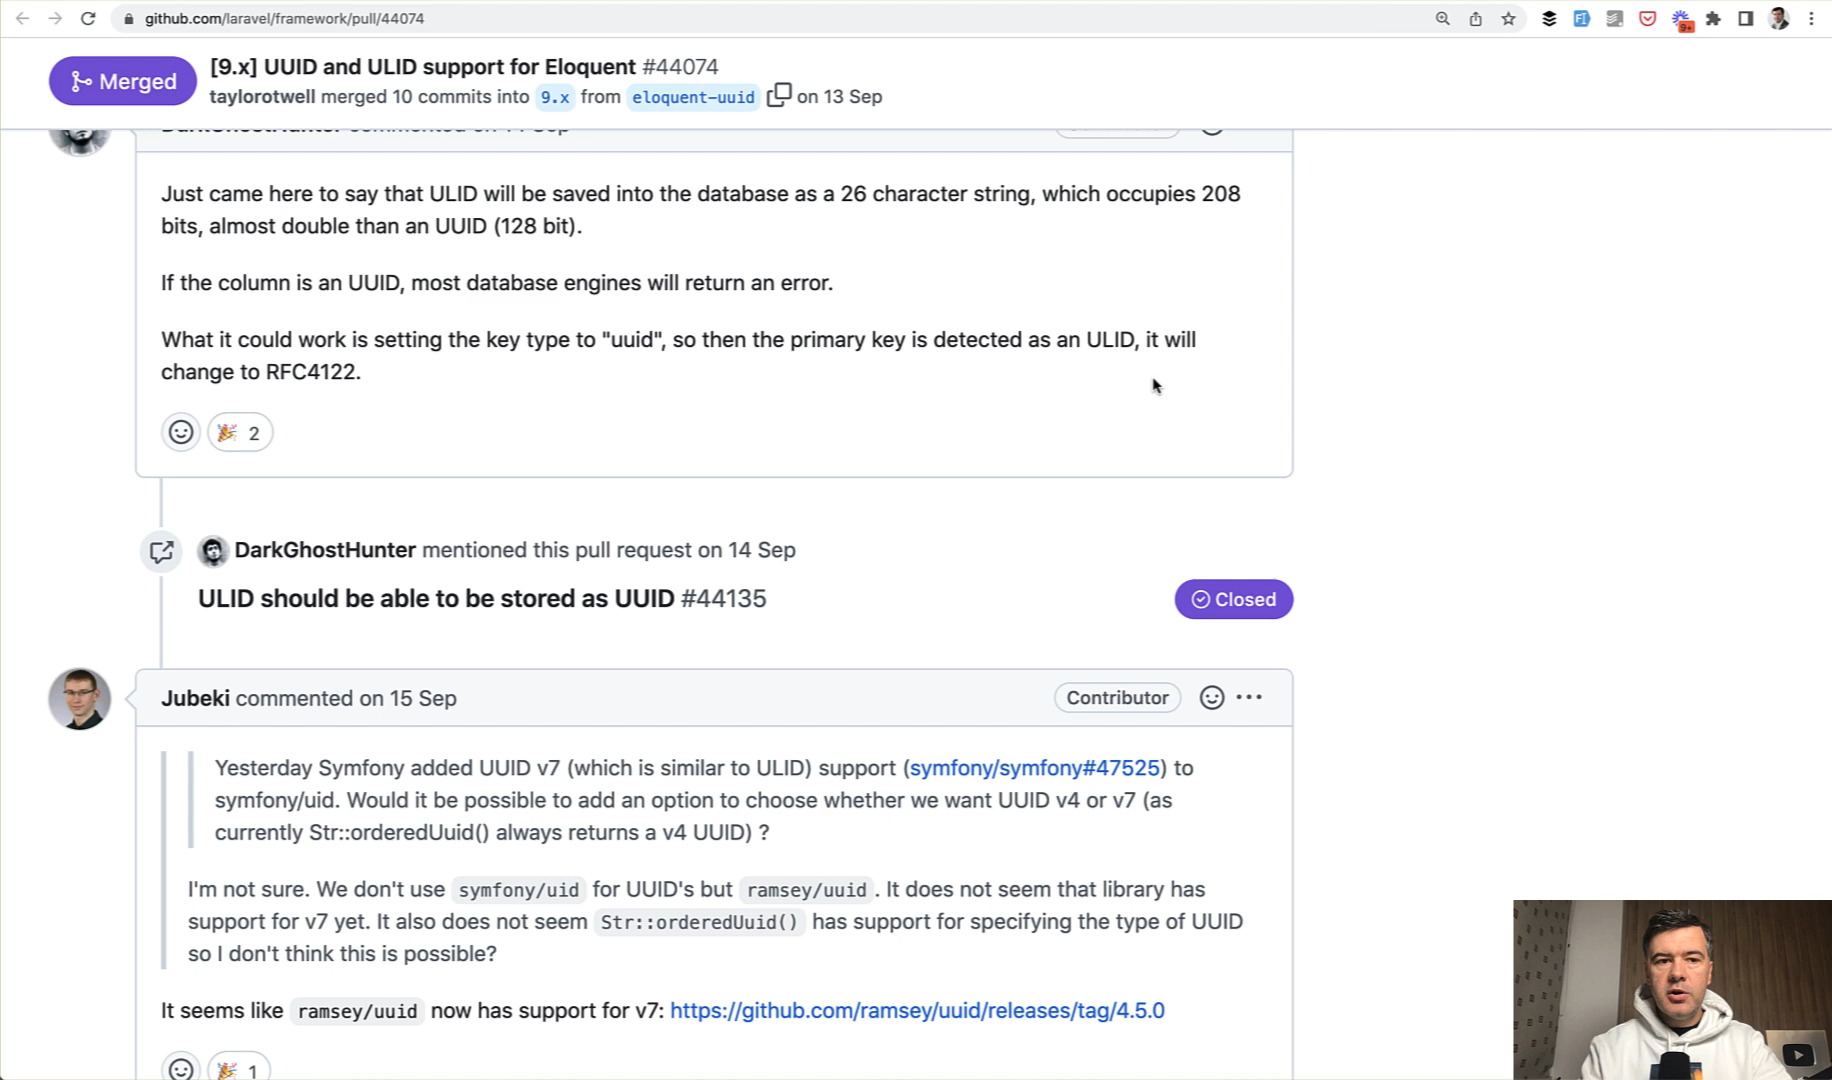 github.com/laravel/framework/pull/44074
9+
Merged
[9.x] UUID and ULID support for Eloquent #44074
taylorotwell merged 10 commits into 9.x from eloquent-uuid on 13 Sep
DarkGhostHunter commented on 14 Sep
Just came here to say that ULID will be saved into the database as a 26 character string, which occupies 208
bits, almost double than an UUID (128 bit).
If the column is an UUID, most database engines will return an error.
What it could work is setting the key type to "uuid", so then the primary key is detected as an ULID, it will
change to RFC4122.
2
DarkGhostHunter mentioned this pull request on 14 Sep
ULID should be able to be stored as UUID #44135
Closed
Jubeki commented on 15 Sep
Contributor
Yesterday Symfony added UUID v7 (which is similar to ULID) support (symfony/symfony#47525) to
symfony/uid. Would it be possible to add an option to choose whether we want UUID v4 or v7 (as
currently Str::orderedUuid() always returns a v4 UUID) ?
I'm not sure. We don't use symfony/uid for UUID's but ramsey/uuid. It does not seem that library has
support for v7 yet. It also does not seem Str::orderedUuid() has support for specifying the type of UUID
so I don't think this is possible?
It seems like ramsey/uuid now has support for v7: https://github.com/ramsey/uuid/releases/tag/4.5.0
1